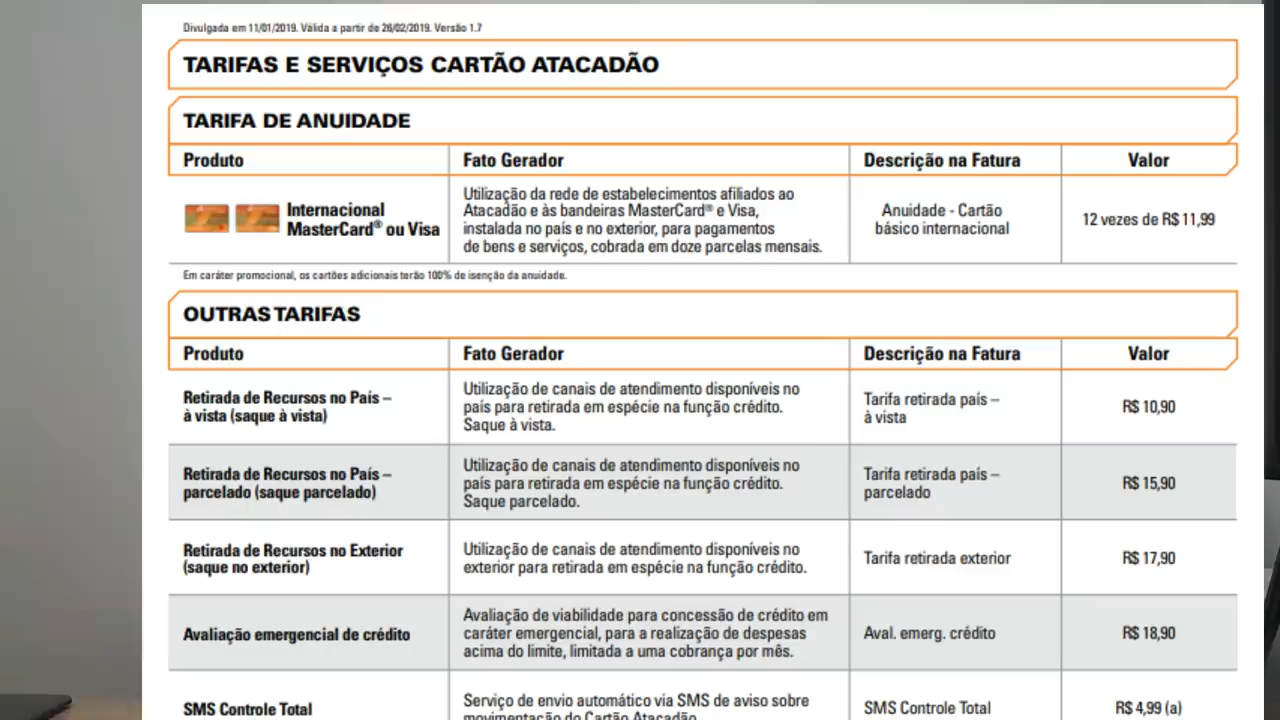 Divulgada em 11/01/2019. Válida a partir de 26/02/2019. Versão 1.7
TARIFAS E SERVIÇOS CARTÃO ATACADÃO
TARIFA DE ANUIDADE
Produto Fato Gerador Descrição na Fatura Valor
Internacional
MasterCard® ou Visa
Utilização da rede de estabelecimentos afiliados ao
Atacadão e às bandeiras MasterCard® e Visa,
instalada no país e no exterior, para pagamentos
de bens e serviços, cobrada em doze parcelas mensais.
Anuidade - Cartão
básico internacional
12 vezes de R$ 11,99
Em caráter promocional, os cartões adicionais terão 100% de isenção da anuidade.
OUTRAS TARIFAS
Produto Fato Gerador Descrição na Fatura Valor
Retirada de Recursos no País –
à vista (saque à vista)
Utilização de canais de atendimento disponíveis no
país para retirada em espécie na função crédito.
Saque à vista.
Tarifa retirada país –
à vista
R$ 10,90
Retirada de Recursos no País –
parcelado (saque parcelado)
Utilização de canais de atendimento disponíveis no
país para retirada em espécie na função crédito.
Saque parcelado.
Tarifa retirada país –
parcelado
R$ 15,90
Retirada de Recursos no Exterior
(saque no exterior)
Utilização de canais de atendimento disponíveis no
exterior para retirada em espécie na função crédito.
Tarifa retirada exterior
R$ 17,90
Avaliação emergencial de crédito
Avaliação de viabilidade para concessão de crédito em
caráter emergencial, para a realização de despesas
acima do limite, limitada a uma cobrança por mês.
Aval. emerg. crédito
R$ 18,90
SMS Controle Total
Serviço de envio automático via SMS de aviso sobre
movimentação do Cartão Atacadão
SMS Controle Total
R$ 4,99 (a)